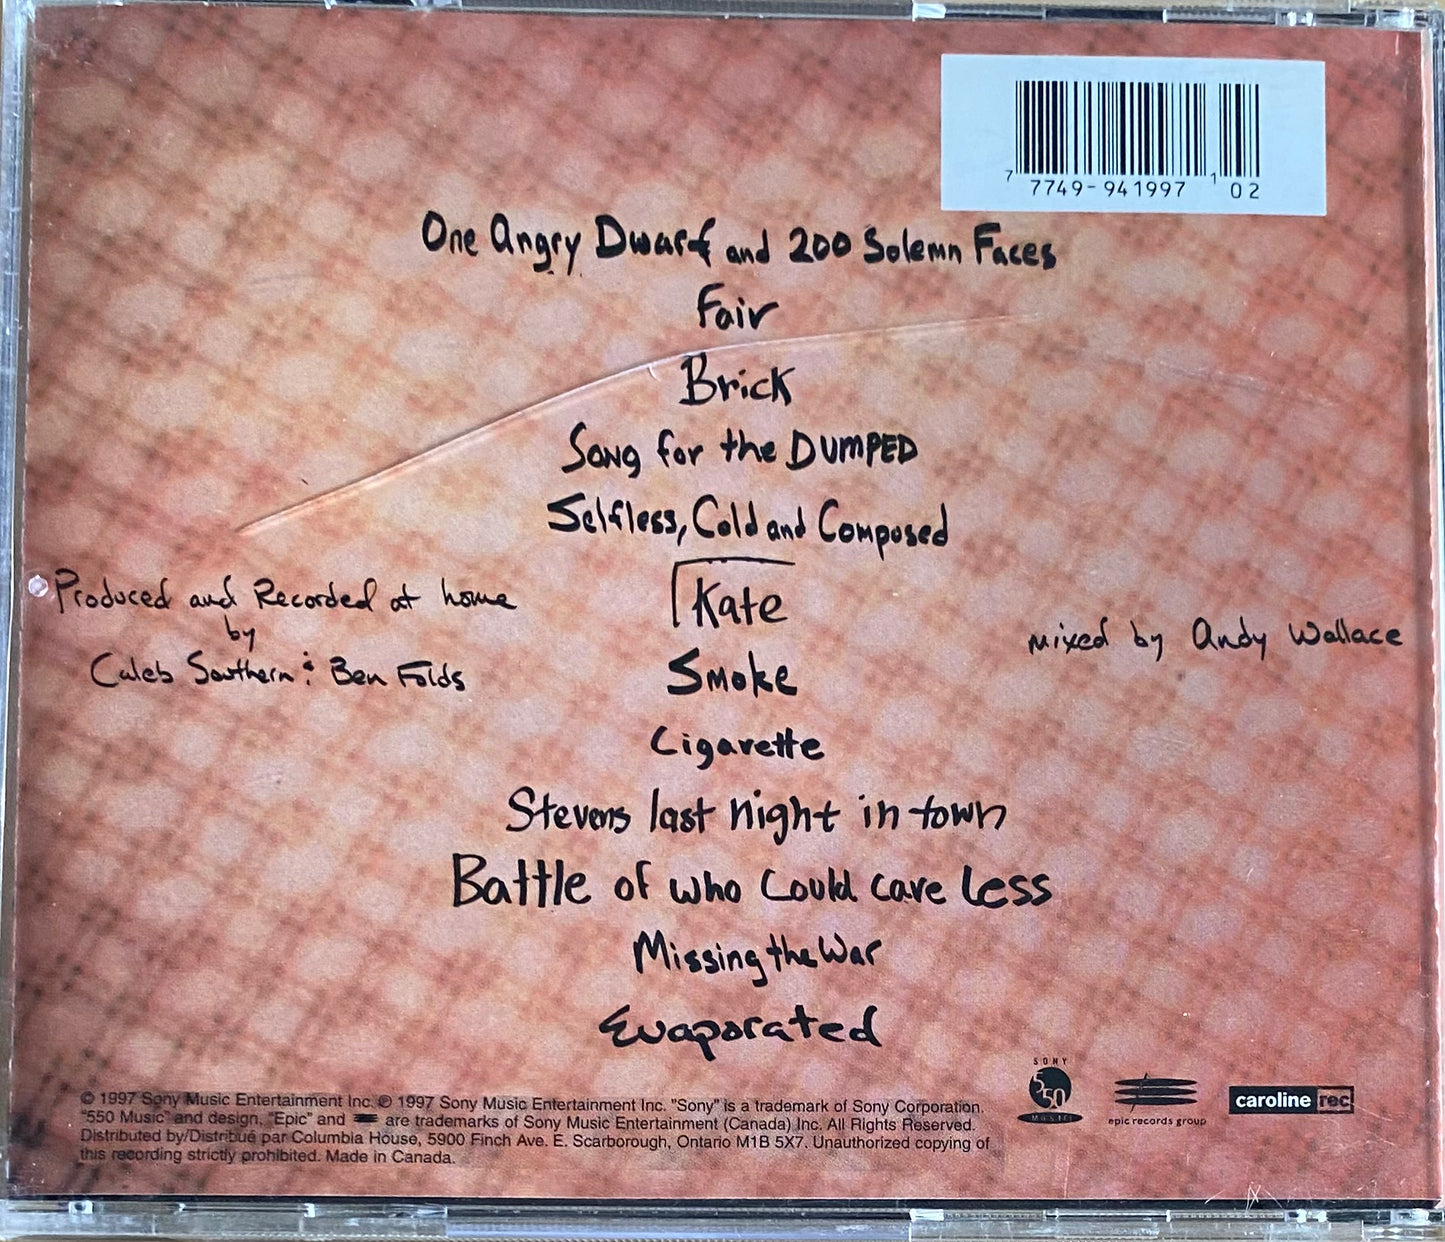 7 7749-941997 1 02
One Angry Dwarf and 200 Solemn Faces
Fair
Brick
Song for the DUMPED
Selfless, Cold and Composed
Kate
Smoke
Cigarette
Stevens last night in town
Battle of who Could care less
Missing the War
Evaporated
Produced and Recorded at home
by
Caleb Southern & Ben Folds
mixed by Andy Wallace
© 1997 Sony Music Entertainment Inc. ℗ 1997 Sony Music Entertainment Inc. "Sony" is a trademark of Sony Corporation.
"550 Music" and design, "Epic" and are trademarks of Sony Music Entertainment (Canada) Inc. All Rights Reserved.
Distributed by/Distribué par Columbia House, 5900 Finch Ave. E. Scarborough, Ontario M1B 5X7. Unauthorized copying of
this recording strictly prohibited. Made in Canada.
SONY
550
MUSIC
epic records group
caroline rec